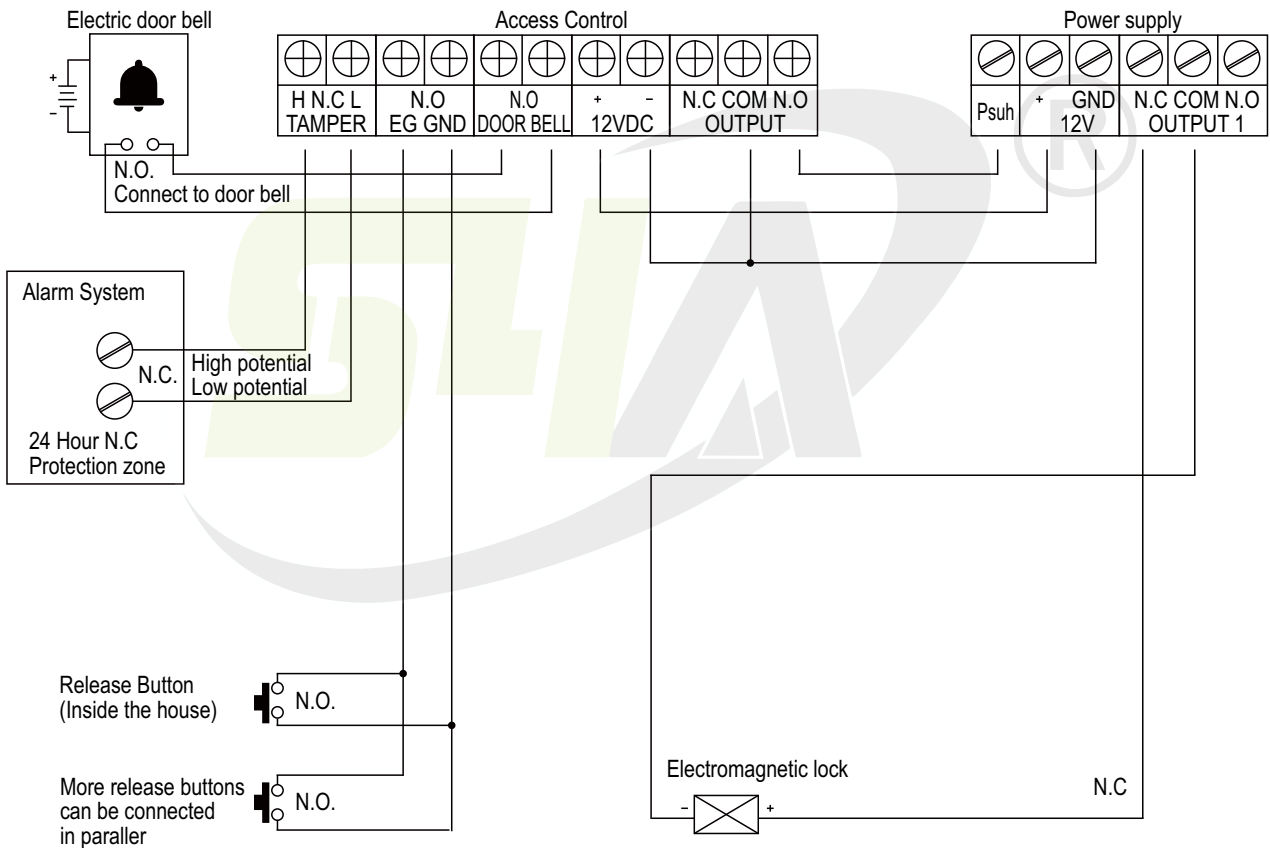 Electric door bell
Access Control
Power supply
+
−
H N.C L
TAMPER
N.O
EG GND
N.O
DOOR BELL
+ −
12VDC
N.C COM N.O
OUTPUT
Psuh
+ GND
12V
N.C COM N.O
OUTPUT 1
®
N.O.
Connect to door bell
S4A
Alarm System
N.C.
High potential
Low potential
24 Hour N.C
Protection zone
Release Button
(Inside the house)
N.O.
More release buttons
can be connected
in paraller
N.O.
Electromagnetic lock
− +
N.C